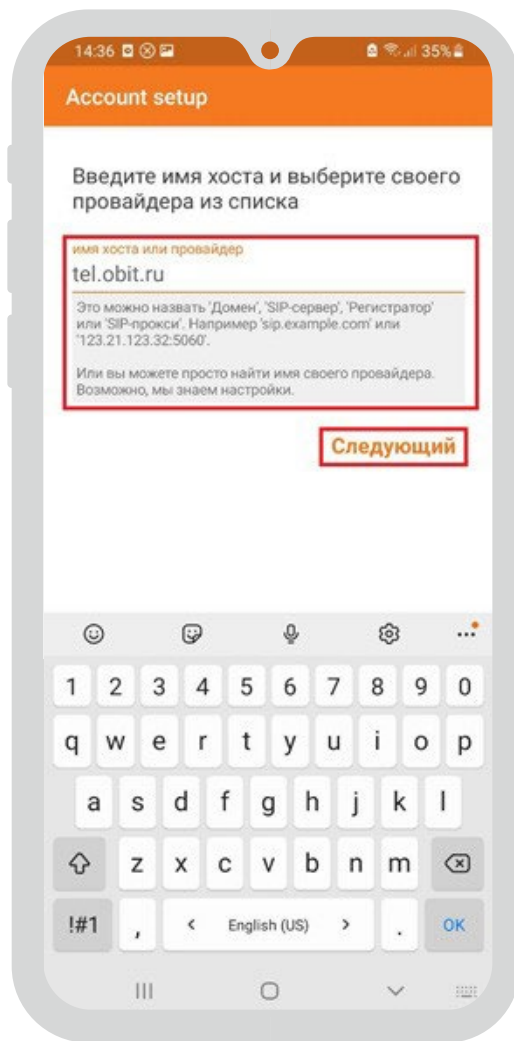 14:36 35%
Account setup
Введите имя хоста и выберите своего
провайдера из списка
имя хоста или провайдер
tel.obit.ru
Это можно назвать 'Домен', 'SIP-сервер', 'Регистратор'
или 'SIP-прокси'. Например 'sip.example.com' или
'123.21.123.32:5060'.
Или вы можете просто найти имя своего провайдера.
Возможно, мы знаем настройки.
Следующий
1 2 3 4 5 6 7 8 9 0
q w e r t y u i o p
a s d f g h j k l
z x c v b n m
!#1 , < English (US) > . OK